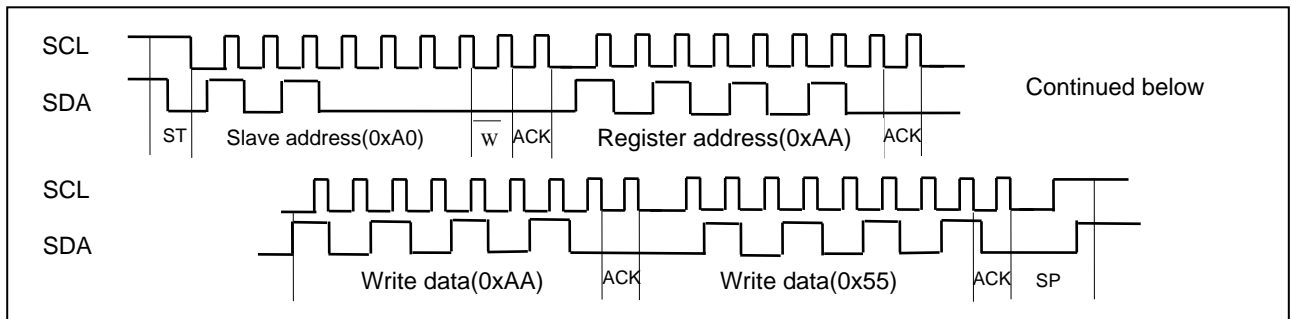 SCL
SDA
Continued below
ST Slave address(0xA0) W ACK Register address(0xAA) ACK
SCL
SDA
Write data(0xAA) ACK Write data(0x55) ACK SP